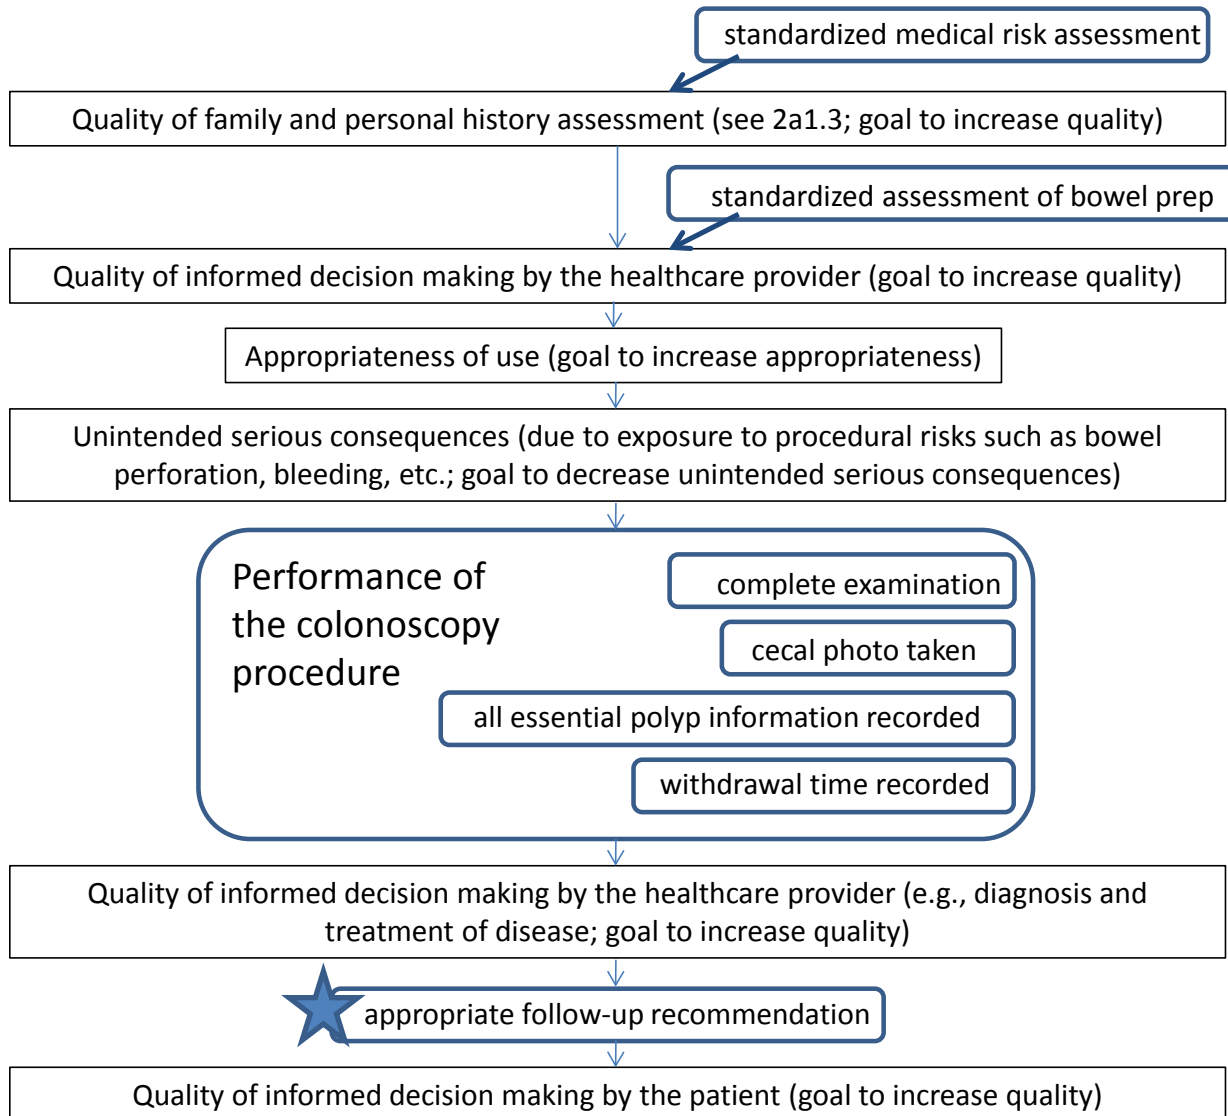 standardized medical risk assessment
Quality of family and personal history assessment (see 2a1.3; goal to increase quality)
standardized assessment of bowel prep
Quality of informed decision making by the healthcare provider (goal to increase quality)
Appropriateness of use (goal to increase appropriateness)
Unintended serious consequences (due to exposure to procedural risks such as bowel
perforation, bleeding, etc.; goal to decrease unintended serious consequences)
Performance of
the colonoscopy
procedure
complete examination
cecal photo taken
all essential polyp information recorded
withdrawal time recorded
Quality of informed decision making by the healthcare provider (e.g., diagnosis and
treatment of disease; goal to increase quality)
appropriate follow-up recommendation
Quality of informed decision making by the patient (goal to increase quality)